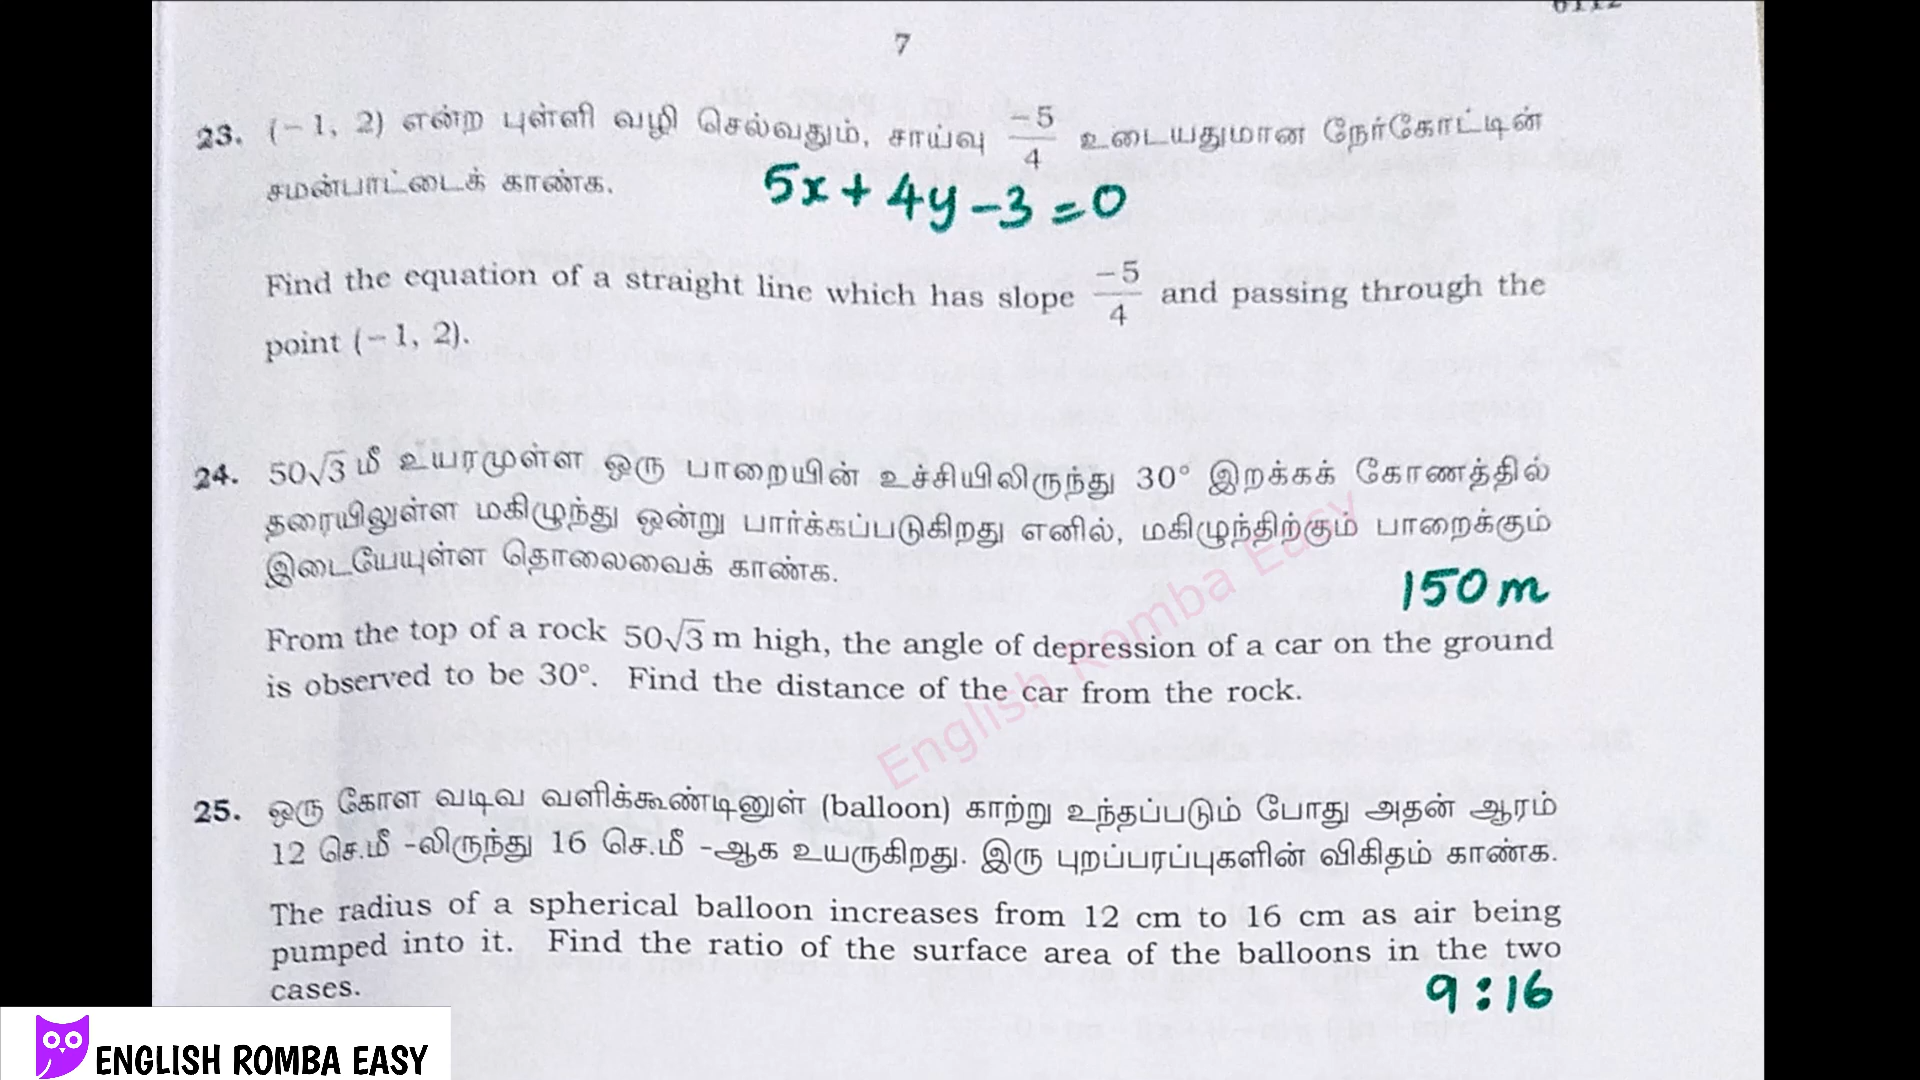 7
23. (– 1, 2) என்ற புள்ளி வழி செல்வதும், சாய்வு –5/4 உடையதுமான நேர்கோட்டின்
சமன்பாட்டைக் காண்க.
5x + 4y – 3 = 0
Find the equation of a straight line which has slope –5/4 and passing through the
point (– 1, 2).
24. 50√3 மீ உயரமுள்ள ஒரு பாறையின் உச்சியிலிருந்து 30° இறக்கக் கோணத்தில்
தரையிலுள்ள மகிழுந்து ஒன்று பார்க்கப்படுகிறது எனில், மகிழுந்திற்கும் பாறைக்கும்
இடையேயுள்ள தொலைவைக் காண்க.
150 m
From the top of a rock 50√3 m high, the angle of depression of a car on the ground
is observed to be 30°. Find the distance of the car from the rock.
English Romba Easy
25. ஒரு கோள வடிவ வளிக்கூண்டினுள் (balloon) காற்று உந்தப்படும் போது அதன் ஆரம்
12 செ.மீ -லிருந்து 16 செ.மீ -ஆக உயருகிறது. இரு புறப்பரப்புகளின் விகிதம் காண்க.
The radius of a spherical balloon increases from 12 cm to 16 cm as air being
pumped into it. Find the ratio of the surface area of the balloons in the two
cases.
9 : 16
ENGLISH ROMBA EASY